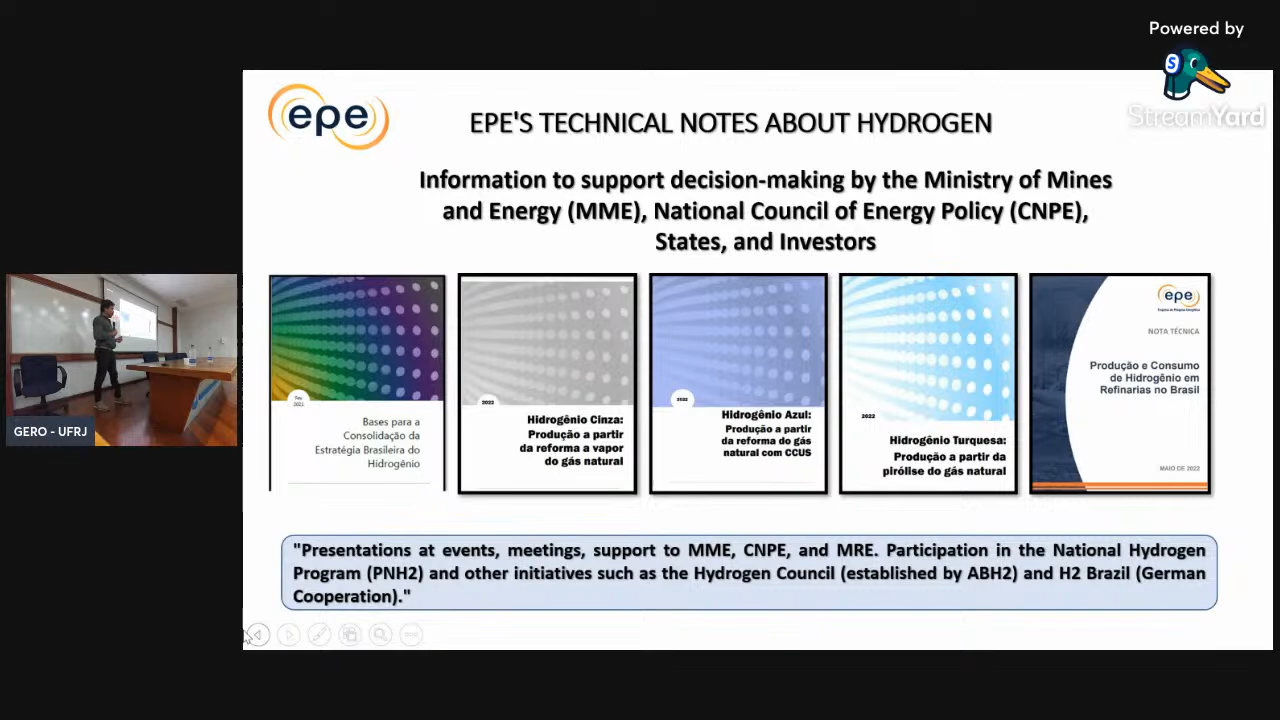 Powered by
StreamYard
epe
EPE'S TECHNICAL NOTES ABOUT HYDROGEN
Information to support decision-making by the Ministry of Mines
and Energy (MME), National Council of Energy Policy (CNPE),
States, and Investors
Fev
2021
Bases para a
Consolidação da
Estratégia Brasileira do
Hidrogênio
2022
Hidrogênio Cinza:
Produção a partir
da reforma a vapor
do gás natural
2022
Hidrogênio Azul:
Produção a partir
da reforma do gás
natural com CCUS
2022
Hidrogênio Turquesa:
Produção a partir da
pirólise do gás natural
epe
Empresa de Pesquisa Energética
NOTA TÉCNICA
Produção e Consumo
de Hidrogênio em
Refinarias no Brasil
MAIO DE 2022
GERO - UFRJ
"Presentations at events, meetings, support to MME, CNPE, and MRE. Participation in the National Hydrogen
Program (PNH2) and other initiatives such as the Hydrogen Council (established by ABH2) and H2 Brazil (German
Cooperation)."